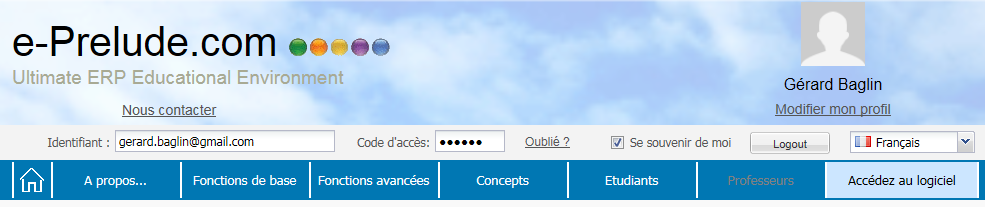 e-Prelude.com
Ultimate ERP Educational Environment
Gérard Baglin
Nous contacter
Modifier mon profil
Identifiant : gerard.baglin@gmail.com Code d'accès: ●●●●●● Oublié ? Se souvenir de moi Logout Français
A propos... Fonctions de base Fonctions avancées Concepts Etudiants Professeurs Accédez au logiciel